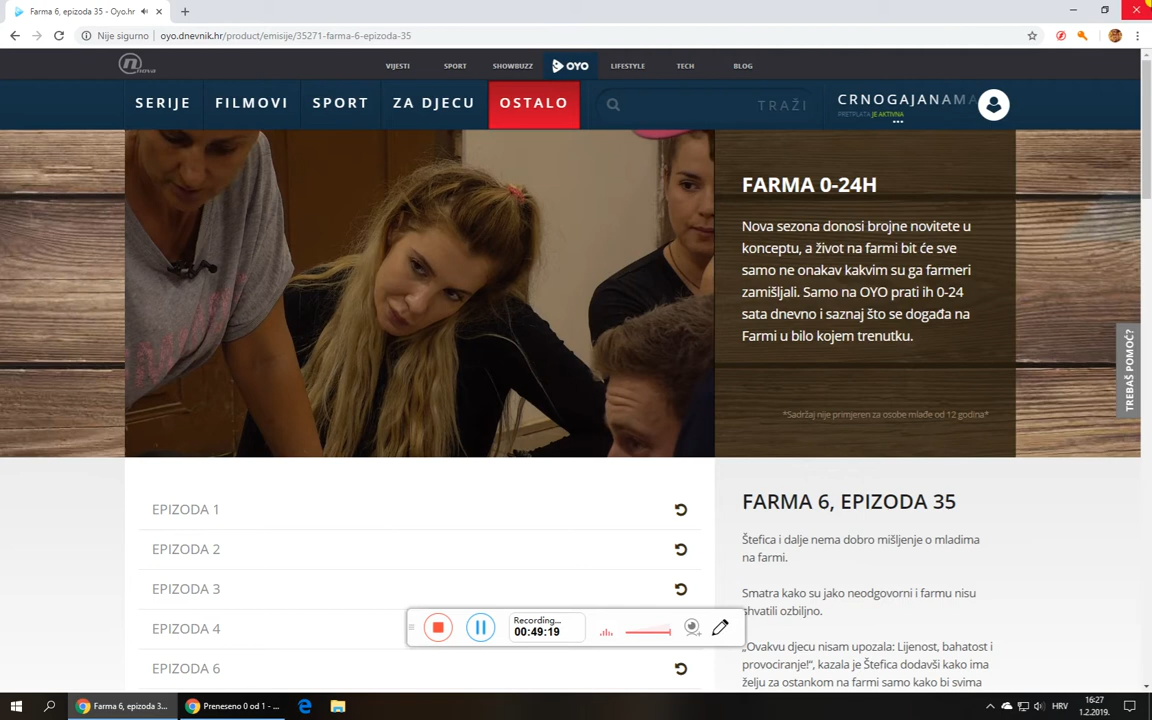 Farma 6, epizoda 35 - Oyo.hr
Nije sigurno
oyo.dnevnik.hr/product/emisije/35271-farma-6-epizoda-35
nova
VIJESTI
SPORT
SHOWBUZZ
OYO
LIFESTYLE
TECH
BLOG
SERIJE
FILMOVI
SPORT
ZA DJECU
OSTALO
TRAŽI
CRNOGAJANAMA
PRETPLATA JE AKTIVNA
FARMA 0-24H
Nova sezona donosi brojne novitete u
konceptu, a život na farmi bit će sve
samo ne onakav kakvim su ga farmeri
zamišljali. Samo na OYO prati ih 0-24
sata dnevno i saznaj što se događa na
Farmi u bilo kojem trenutku.
*Sadržaj nije primjeren za osobe mlađe od 12 godina*
TREBAŠ POMOĆ?
EPIZODA 1
EPIZODA 2
EPIZODA 3
EPIZODA 4
EPIZODA 6
FARMA 6, EPIZODA 35
Štefica i dalje nema dobro mišljenje o mladima
na farmi.
Smatra kako su jako neodgovorni i farmu nisu
shvatili ozbiljno.
„Ovakvu djecu nisam upozala: Lijenost, bahatost i
provociranje!“, kazala je Štefica dodavši kako ima
želju za ostankom na farmi samo kako bi svima
Recording...
00:49:19
Farma 6, epizoda 3...
Preneseno 0 od 1 - ...
HRV
16:27
1.2.2019.